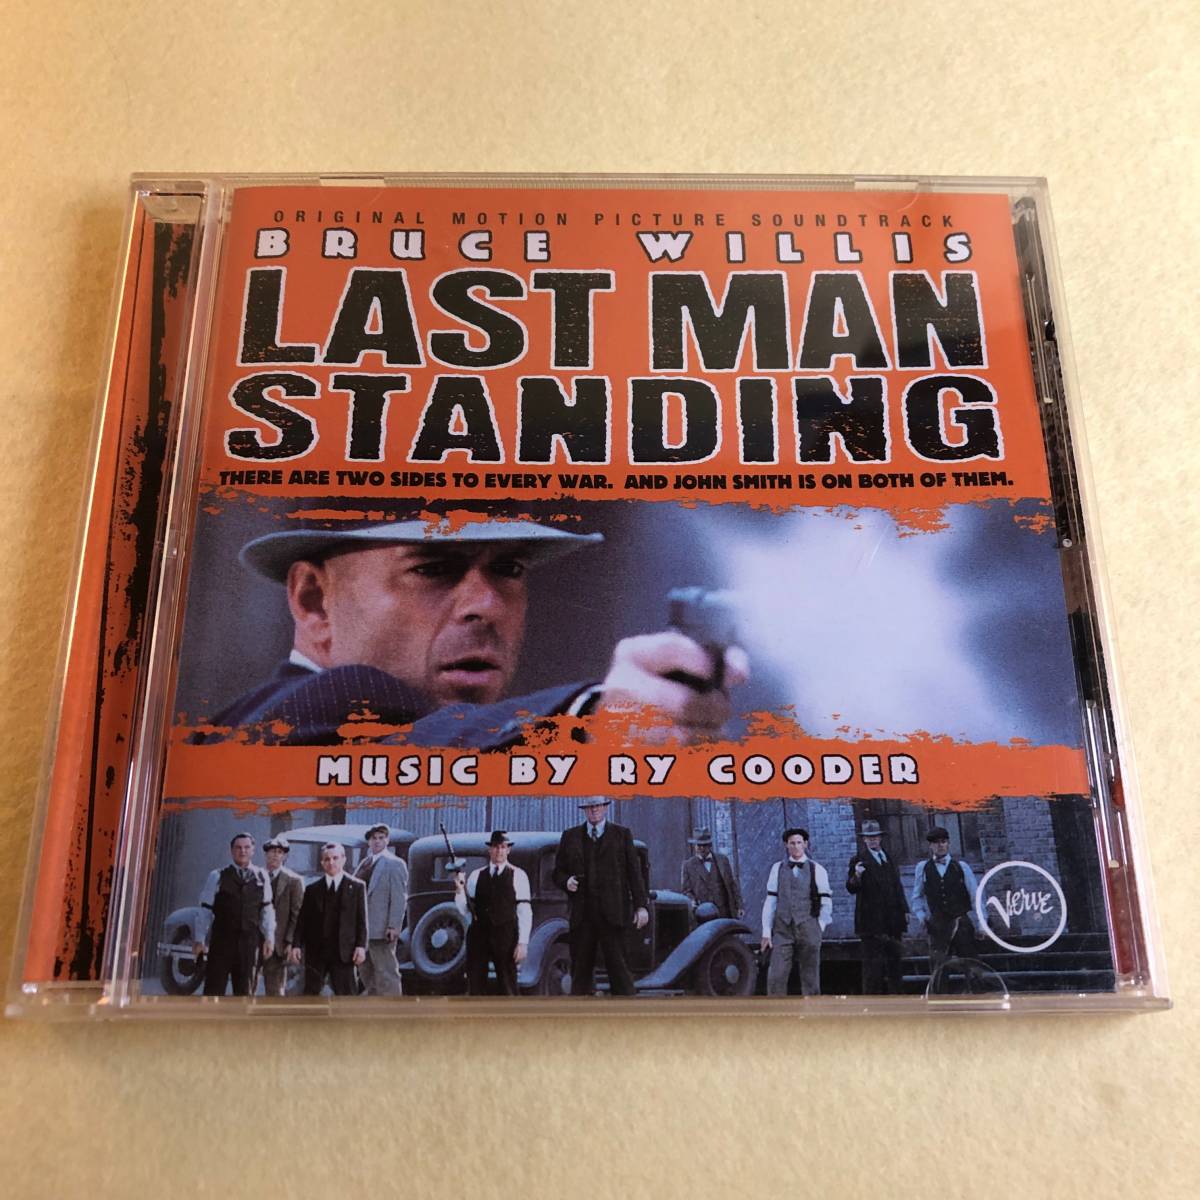 ORIGINAL MOTION PICTURE SOUNDTRACK
BRUCE WILLIS
LAST MAN
STANDING
THERE ARE TWO SIDES TO EVERY WAR. AND JOHN SMITH IS ON BOTH OF THEM.
MUSIC BY RY COODER
Verve